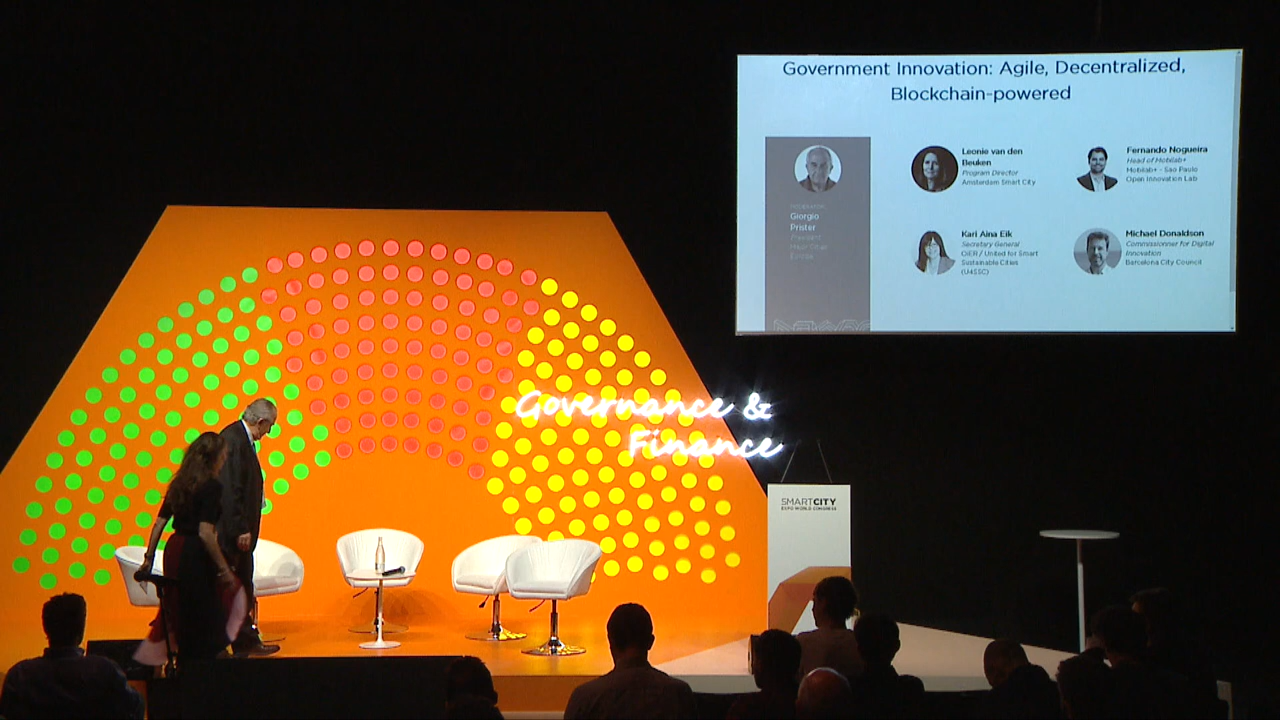 Government Innovation: Agile, Decentralized,
Blockchain-powered
Giorgio
Prister
Leonie van den
Beuken
Program Director
Amsterdam Smart City
Fernando Nogueira
Head of Mobilab+
Mobilab+ - Sao Paolo
Open Innovation Lab
Kari Aina Eik
Secretary General
OiER / United for Smart
Sustainable Cities
(U4SSC)
Michael Donaldson
Commissionner for Digital
Innovation
Barcelona City Council
Governance &
Finance
SMARTCITY
EXPO WORLD CONGRESS